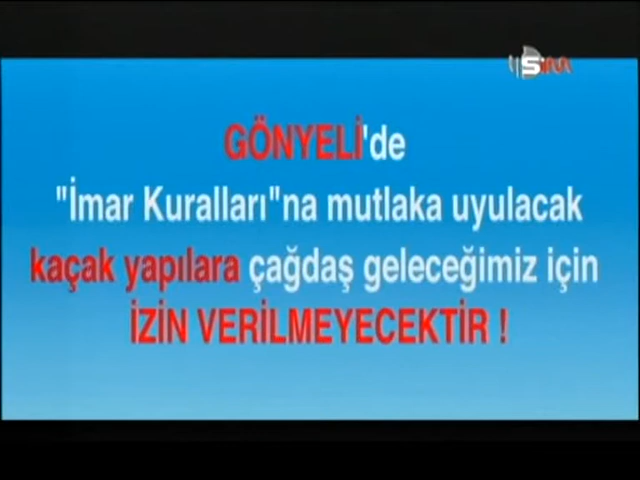 GÖNYELİ'de
"İmar Kuralları"na mutlaka uyulacak
kaçak yapılara çağdaş geleceğimiz için
İZİN VERİLMEYECEKTİR !